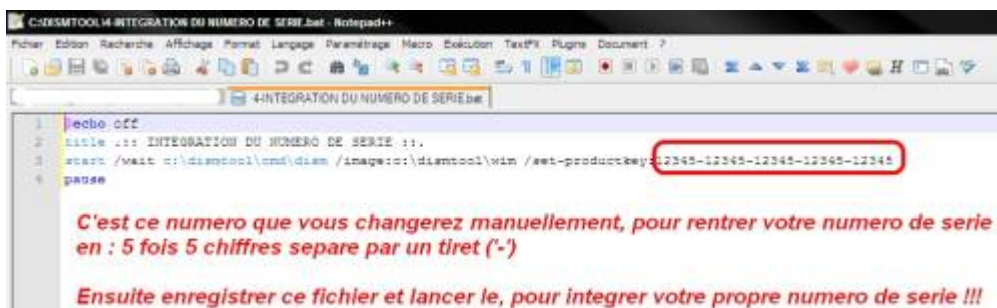 C:\DISMTOOL\4-INTEGRATION DU NUMERO DE SERIE.bat - Notepad++
Fichier Edition Recherche Affichage Format Langage Paramétrage Macro Exécution TextFX Plugins Document ?
4-INTEGRATION DU NUMERO DE SERIE.bat
1 @echo off
2 title .:: INTEGRATION DU NUMERO DE SERIE ::.
3 start /wait c:\dismtool\cmd\dism /image:c:\dismtool\wim /set-productkey:12345-12345-12345-12345-12345
4 pause
C'est ce numero que vous changerez manuellement, pour rentrer votre numero de serie
en : 5 fois 5 chiffres separe par un tiret ('-')
Ensuite enregistrer ce fichier et lancer le, pour integrer votre propre numero de serie !!!